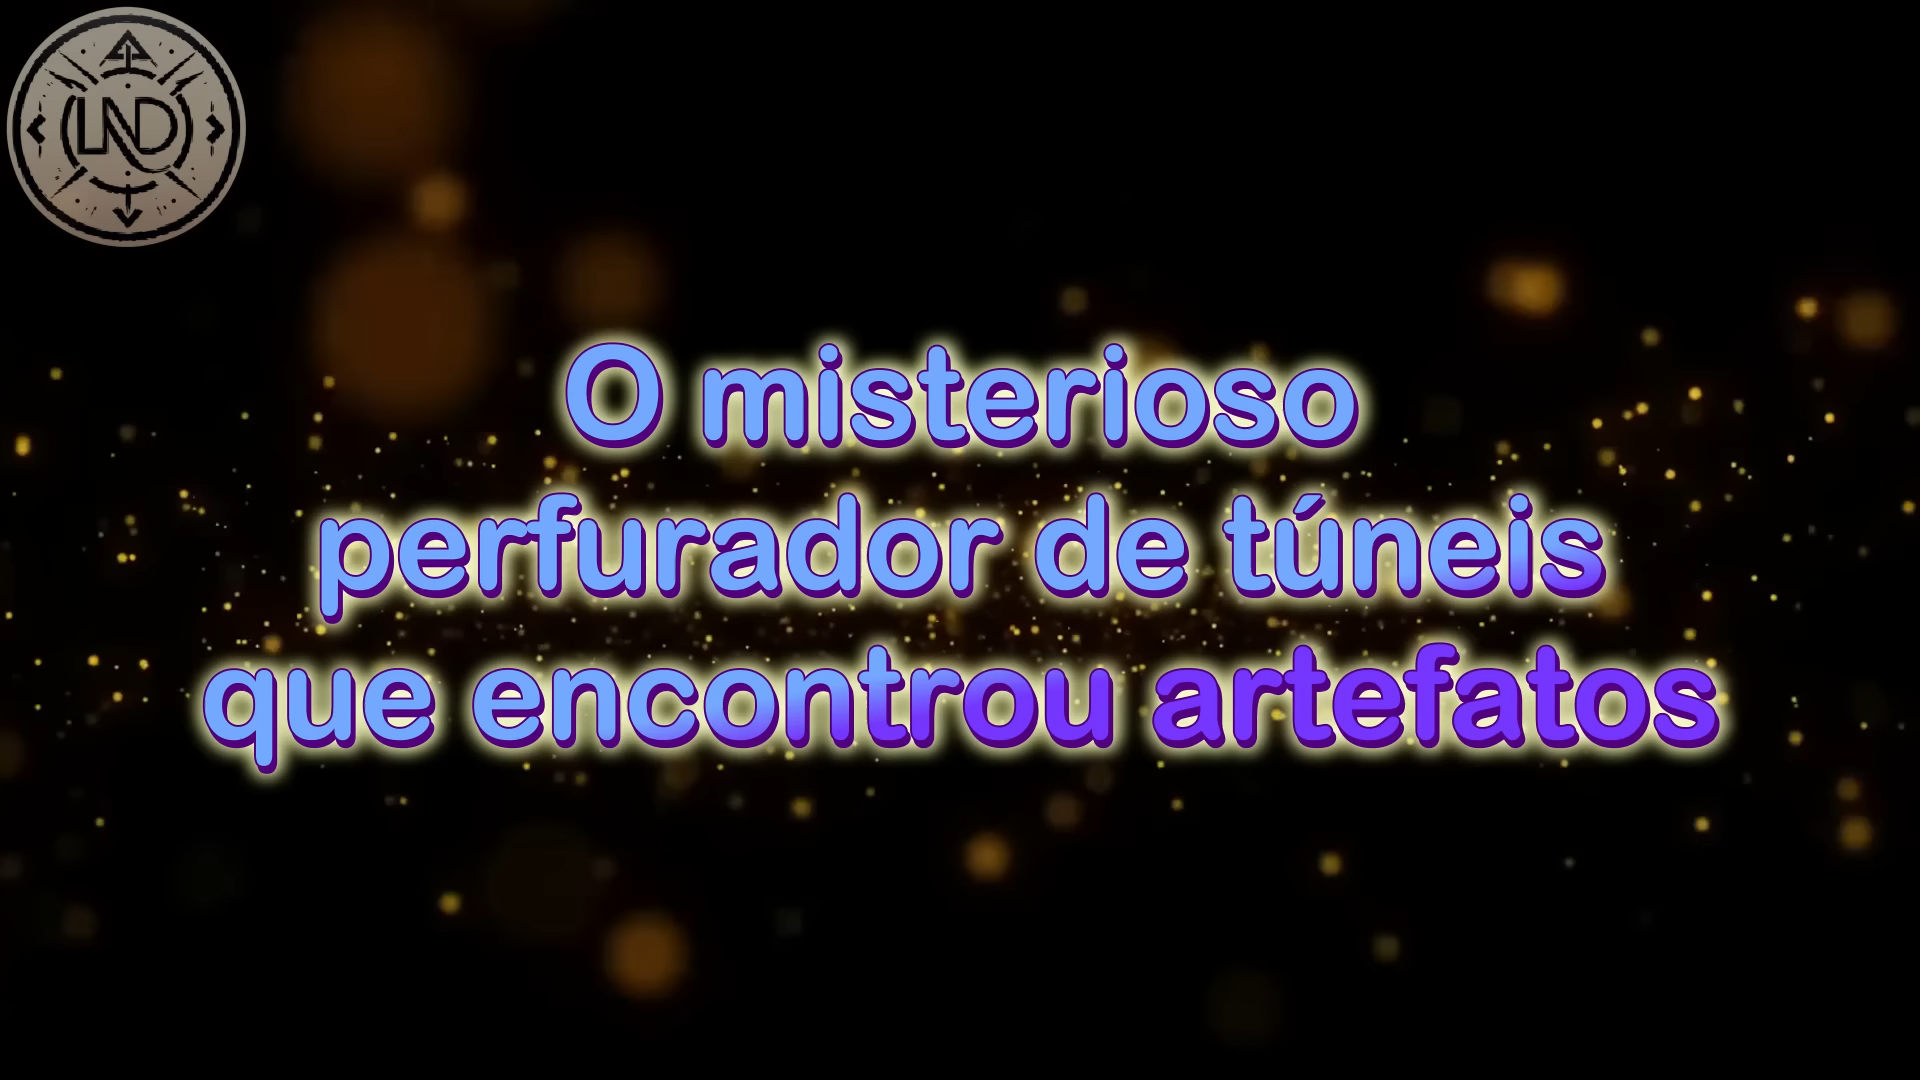 O misterioso
perfurador de túneis
que encontrou artefatos